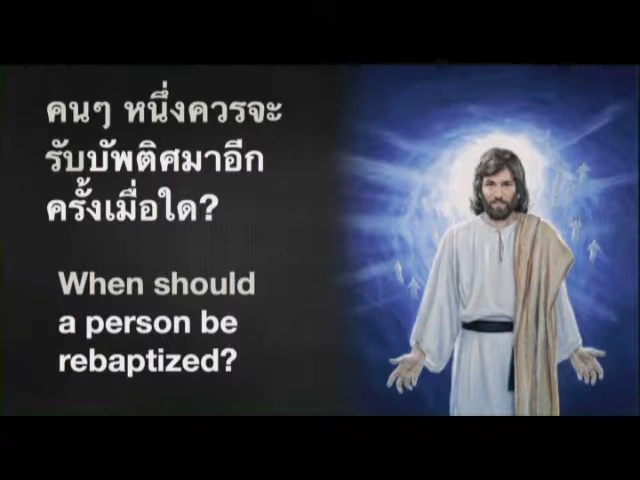 คนๆ หนึ่งควรจะ
รับบัพติศมาอีก
ครั้งเมื่อใด?
When should
a person be
rebaptized?